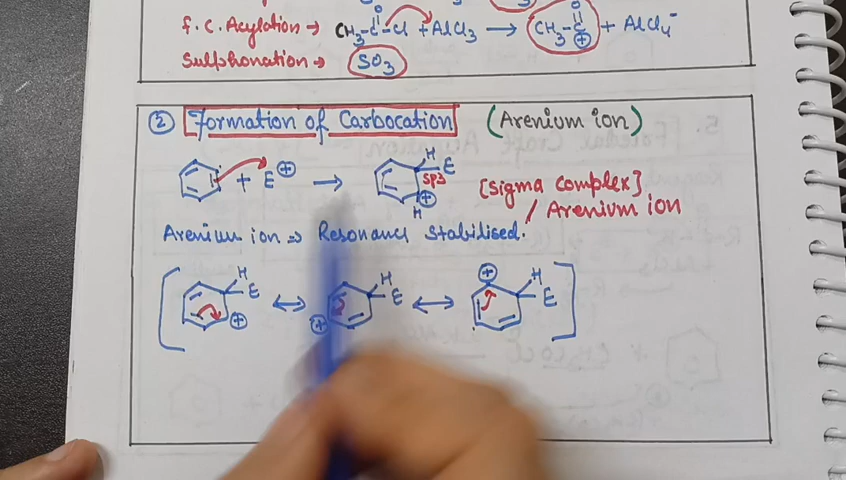 O
F.C. Acylation → CH3-C-Cl + AlCl3 → CH3-C⊕ + AlCl4⁻
Sulphonation → SO3
② Formation of Carbocation (Arenium ion)
+ E⊕ → H E sp3 ⊕ H
[Sigma complex]
/ Arenium ion
Arenium ion ⇒ Resonance stabilised.
[ H E ⊕ ↔ H E ⊕ ↔ ⊕ H E ]